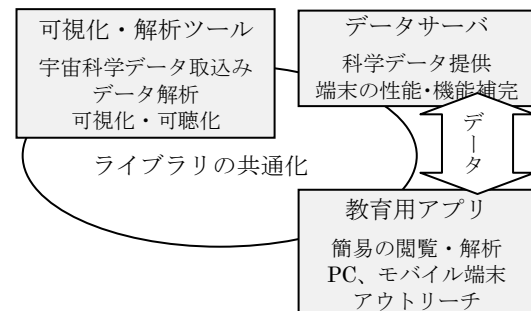 可視化・解析ツール
宇宙科学データ取込み
データ解析
可視化・可聴化
データサーバ
科学データ提供
端末の性能・機能補完
データ
ライブラリの共通化
教育用アプリ
簡易の閲覧・解析
PC、モバイル端末
アウトリーチ